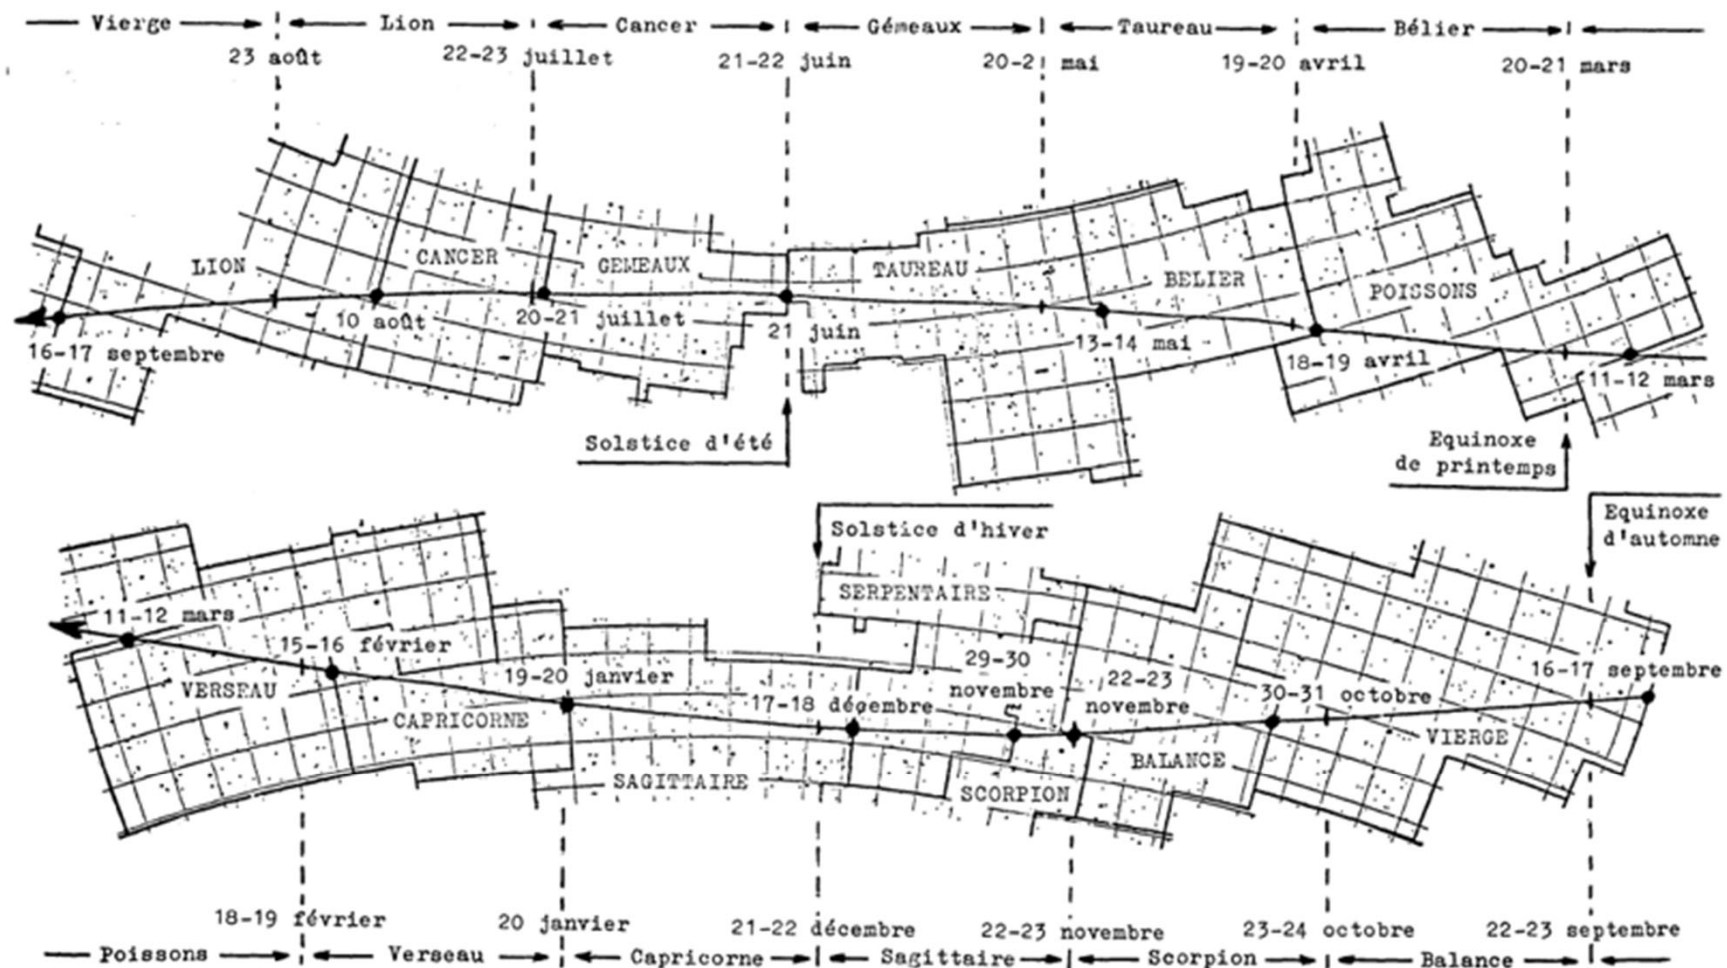 Vierge Lion Cancer Gémeaux Taureau Bélier
23 août 22-23 juillet 21-22 juin 20-2 mai 19-20 avril 20-21 mars
LION CANCER GEMEAUX TAUREAU BELIER POISSONS
10 août 20-21 juillet 21 juin 13-14 mai 18-19 avril 11-12 mars
16-17 septembre
Solstice d'été
Equinoxe
de printemps
Solstice d'hiver
Equinoxe
d'automne
SERPENTAIRE
11-12 mars
15-16 février
19-20 janvier
17-18 décembre
29-30
novembre
22-23
novembre
30-31 octobre
16-17 septembre
VERSEAU
CAPRICORNE
SAGITTAIRE
SCORPION
BALANCE
VIERGE
18-19 février 20 janvier 21-22 décembre 22-23 novembre 23-24 octobre 22-23 septembre
Poissons Verseau Capricorne Sagittaire Scorpion Balance